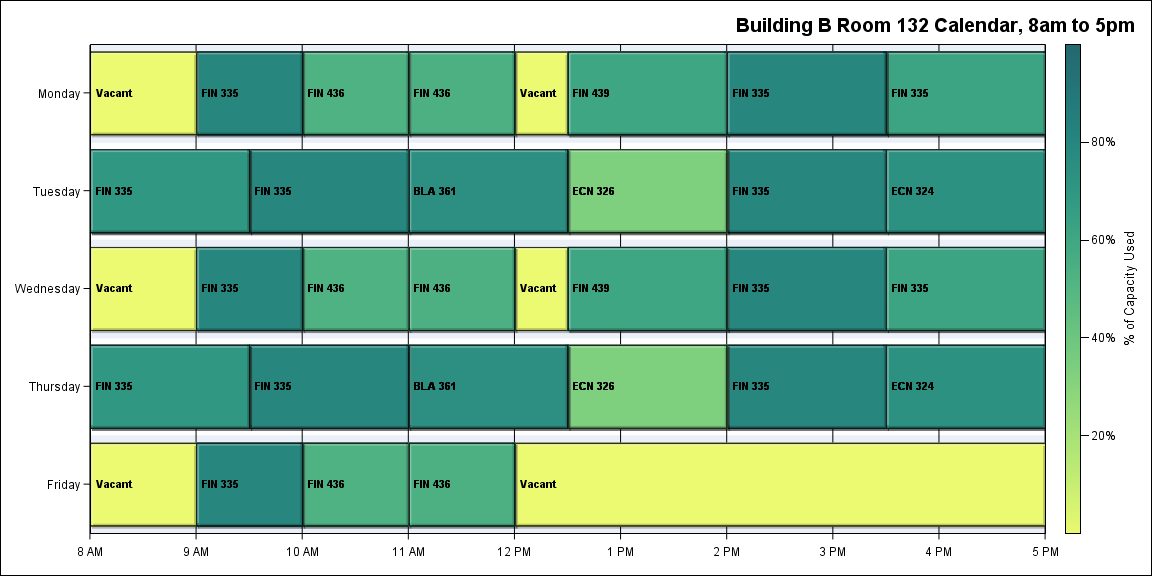 Building B Room 132 Calendar, 8am to 5pm
Monday
Vacant FIN 335 FIN 436 FIN 436 Vacant FIN 439 FIN 335 FIN 335
Tuesday
FIN 335 FIN 335 BLA 361 ECN 326 FIN 335 ECN 324
Wednesday
Vacant FIN 335 FIN 436 FIN 436 Vacant FIN 439 FIN 335 FIN 335
Thursday
FIN 335 FIN 335 BLA 361 ECN 326 FIN 335 ECN 324
Friday
Vacant FIN 335 FIN 436 FIN 436 Vacant
8 AM 9 AM 10 AM 11 AM 12 PM 1 PM 2 PM 3 PM 4 PM 5 PM
80%
60%
40%
20%
% of Capacity Used